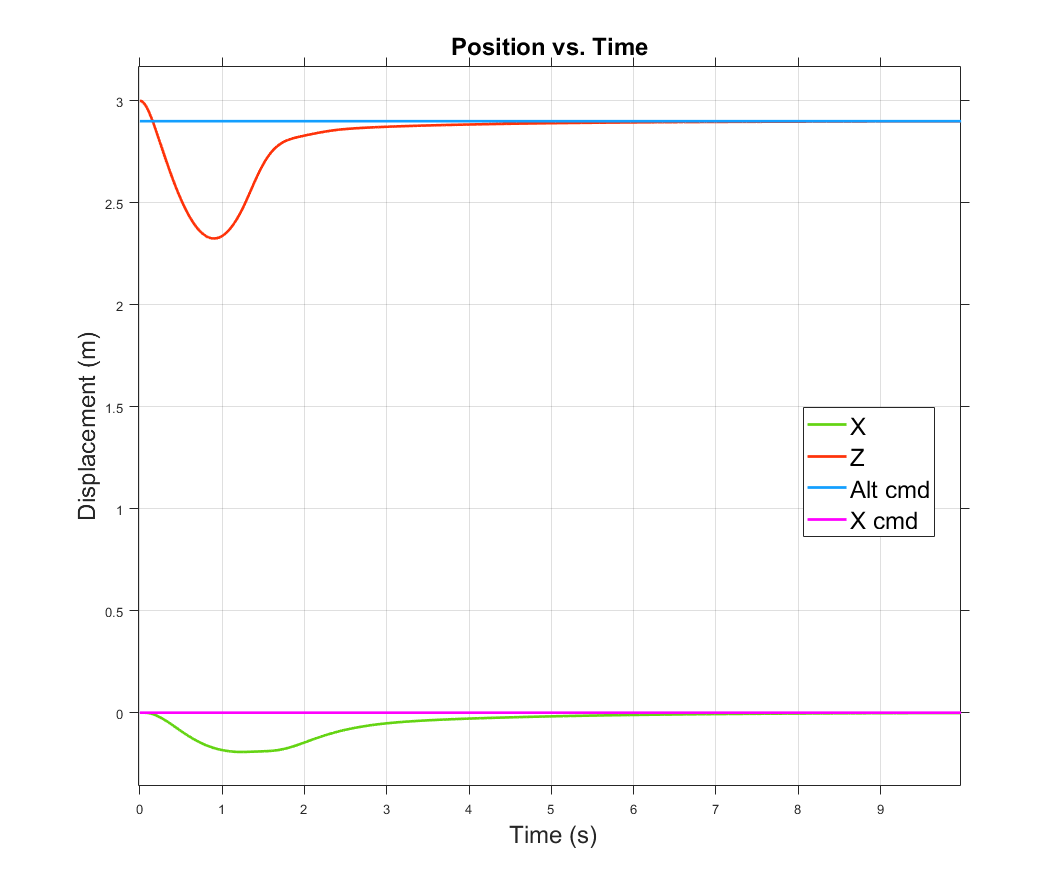 Position vs. Time
3
2.5
2
1.5
1
0.5
0
Displacement (m)
X
Z
Alt cmd
X cmd
0 1 2 3 4 5 6 7 8 9
Time (s)